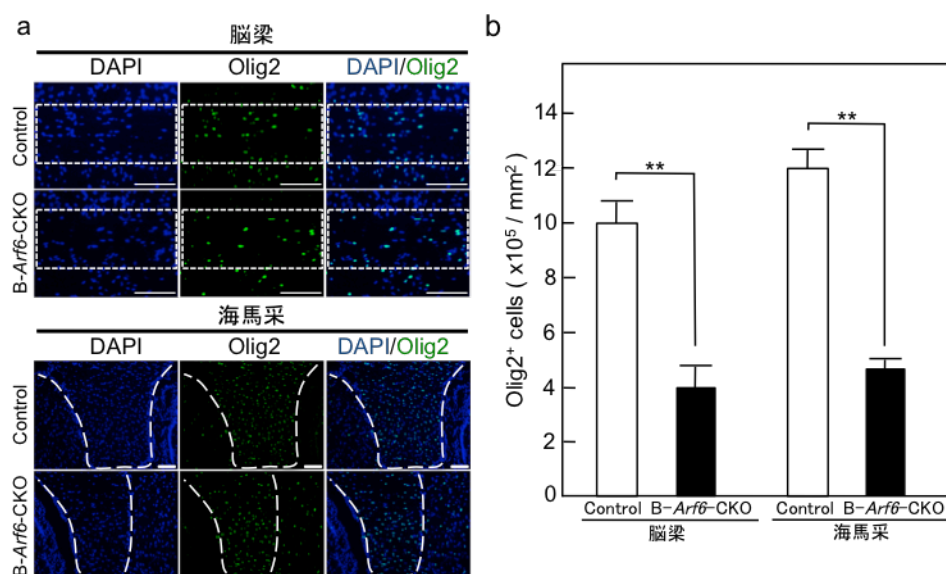 a
脳梁
DAPI Olig2 DAPI/Olig2
Control
B-Arf6-CKO
海馬采
DAPI Olig2 DAPI/Olig2
Control
B-Arf6-CKO
b
Olig2⁺ cells ( x10⁵ / mm² )
14
12
10
8
6
4
2
0
**
**
Control B-Arf6-CKO Control B-Arf6-CKO
脳梁 海馬采